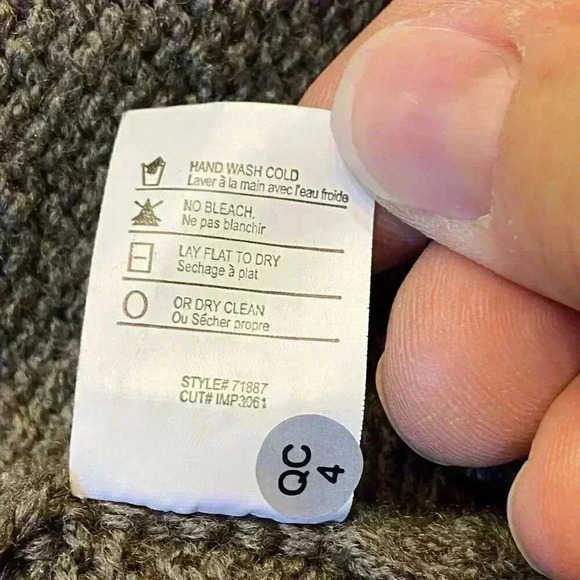 HAND WASH COLD
Laver à la main avec l'eau froide
NO BLEACH.
Ne pas blanchir
LAY FLAT TO DRY
Sechage à plat
OR DRY CLEAN
Ou Sécher propre
STYLE# 71887
CUT# IMP3061
QC
4